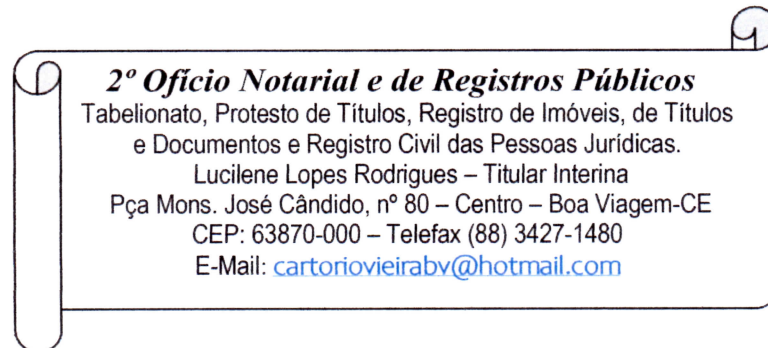 2º Ofício Notarial e de Registros Públicos
Tabelionato, Protesto de Títulos, Registro de Imóveis, de Títulos
e Documentos e Registro Civil das Pessoas Jurídicas.
Lucilene Lopes Rodrigues – Titular Interina
Pça Mons. José Cândido, nº 80 – Centro – Boa Viagem-CE
CEP: 63870-000 – Telefax (88) 3427-1480
E-Mail: cartoriovieirabv@hotmail.com